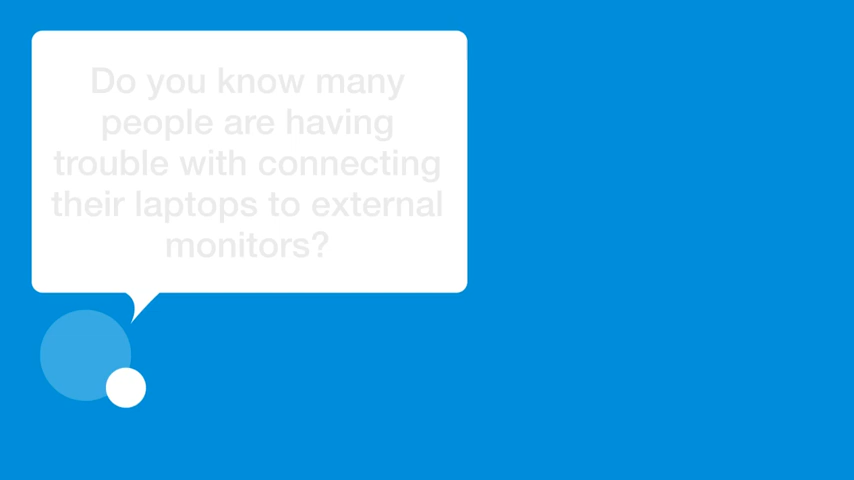 Do you know many
people are having
trouble with connecting
their laptops to external
monitors?